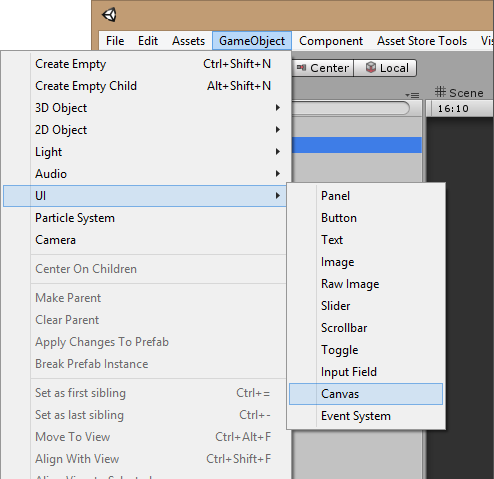 File Edit Assets GameObject Component Asset Store Tools
Center Local
Scene
16:10
Create Empty Ctrl+Shift+N
Create Empty Child Alt+Shift+N
3D Object
2D Object
Light
Audio
UI
Particle System
Camera
Center On Children
Make Parent
Clear Parent
Apply Changes To Prefab
Break Prefab Instance
Set as first sibling Ctrl+=
Set as last sibling Ctrl+-
Move To View Ctrl+Alt+F
Align With View Ctrl+Shift+F
Panel
Button
Text
Image
Raw Image
Slider
Scrollbar
Toggle
Input Field
Canvas
Event System